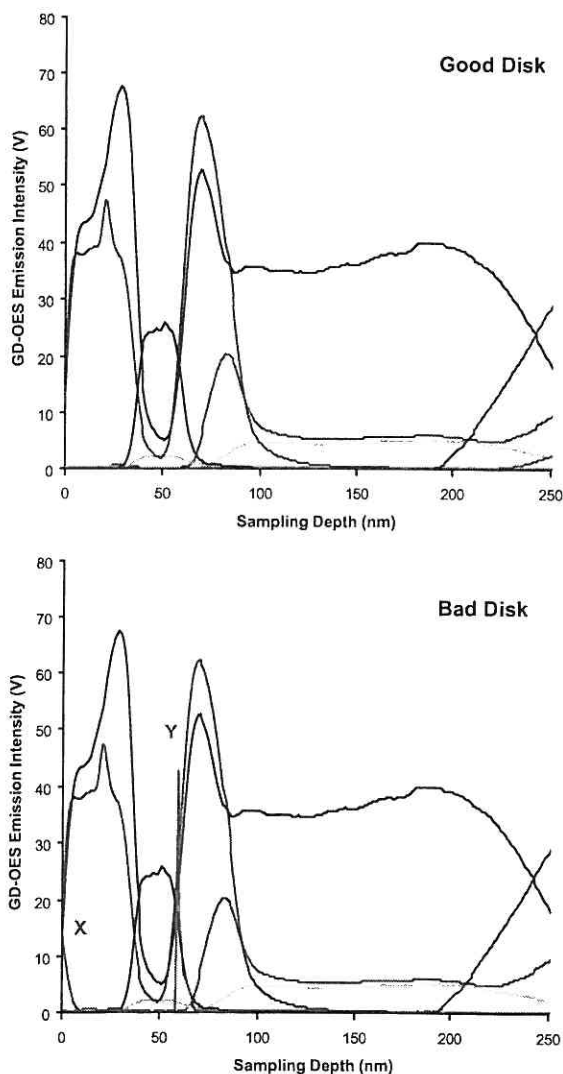 Good Disk
GD-OES Emission Intensity (V)
80
70
60
50
40
30
20
10
0
0 50 100 150 200 250
Sampling Depth (nm)
Bad Disk
GD-OES Emission Intensity (V)
80
70
60
50
40
30
20
10
0
Y
X
0 50 100 150 200 250
Sampling Depth (nm)